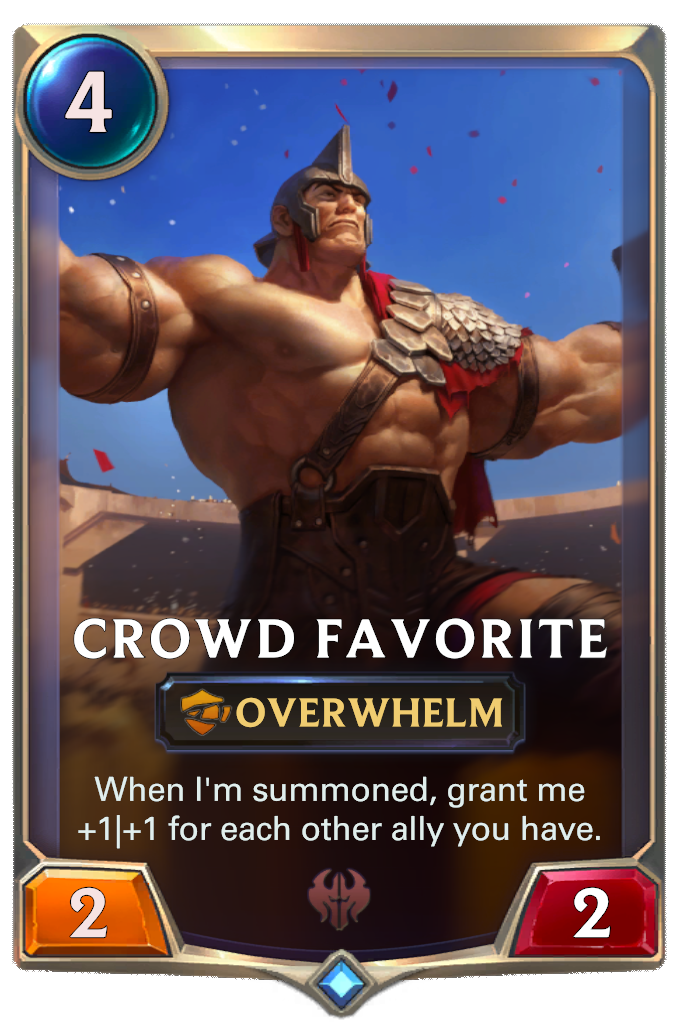 4
CROWD FAVORITE
OVERWHELM
When I'm summoned, grant me
+1|+1 for each other ally you have.
2
2